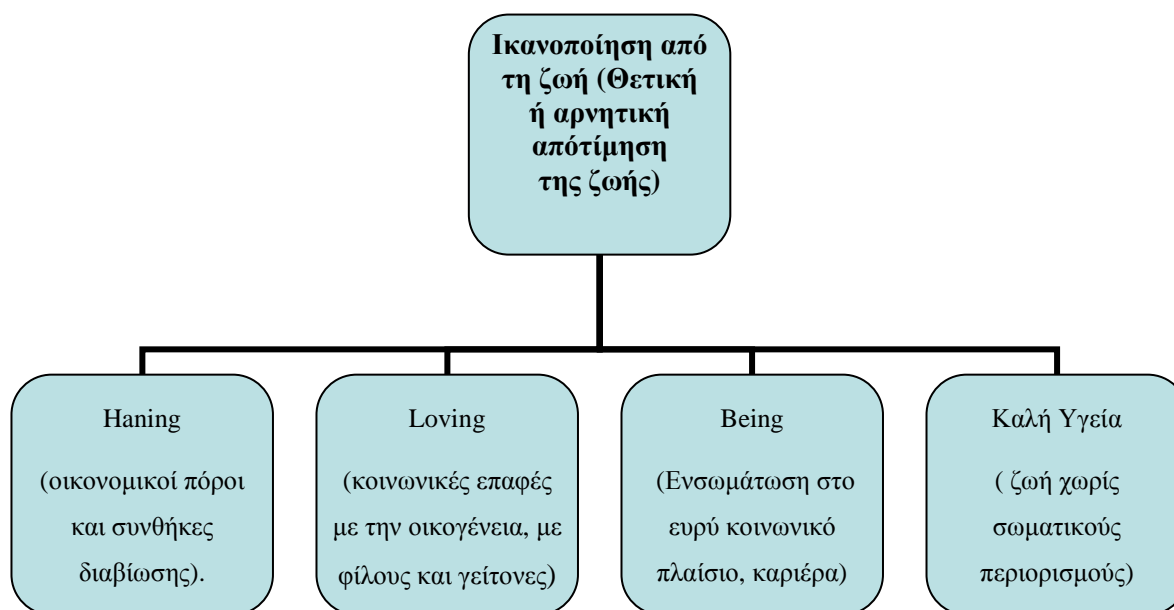 Ικανοποίηση από
τη ζωή (Θετική
ή αρνητική
απότίμηση
της ζωής)
Haning
(οικονομικοί πόροι
και συνθήκες
διαβίωσης).
Loving
(κοινωνικές επαφές
με την οικογένεια, με
φίλους και γείτονες)
Being
(Ενσωμάτωση στο
ευρύ κοινωνικό
πλαίσιο, καριέρα)
Καλή Υγεία
( ζωή χωρίς
σωματικούς
περιορισμούς)